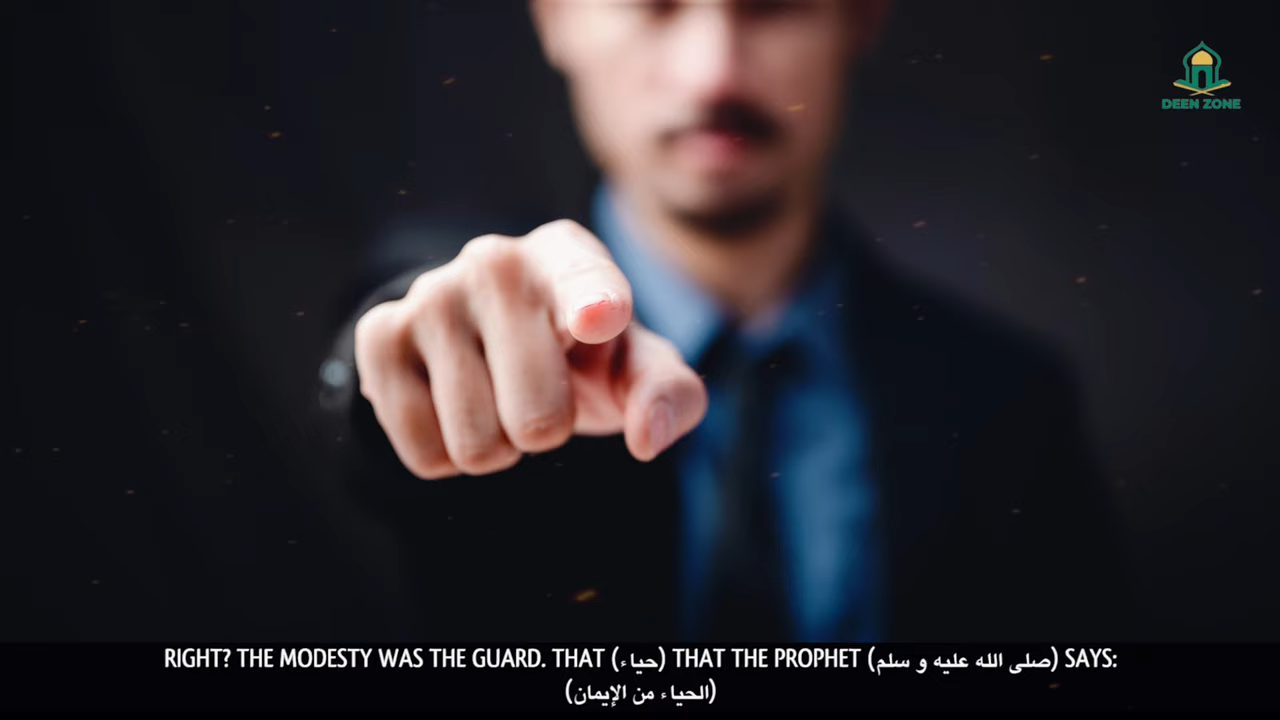 DEEN ZONE
RIGHT? THE MODESTY WAS THE GUARD. THAT (حياء) THAT THE PROPHET (صلى الله عليه و سلم) SAYS:
(الحياء من الإيمان)